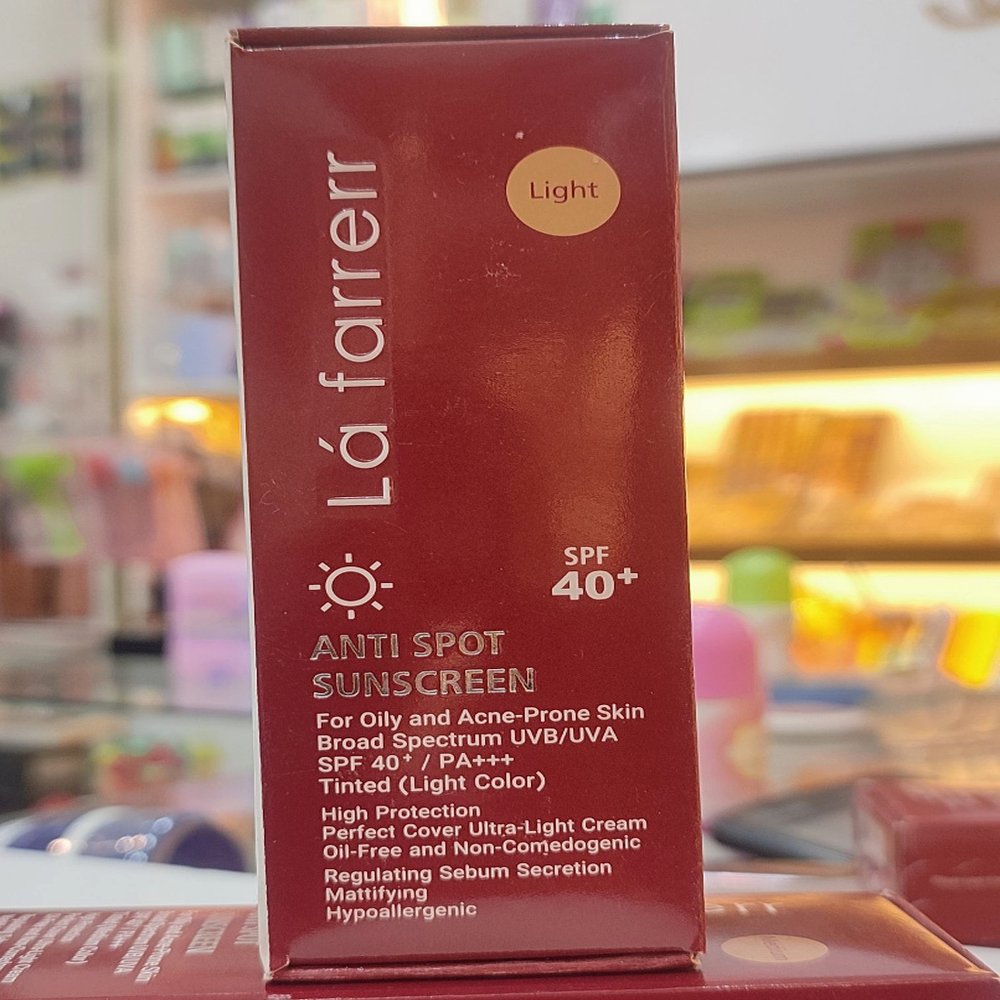 Lá farrerr
Light
SPF
40+
ANTI SPOT
SUNSCREEN
For Oily and Acne-Prone Skin
Broad Spectrum UVB/UVA
SPF 40+ / PA+++
Tinted (Light Color)
High Protection
Perfect Cover Ultra-Light Cream
Oil-Free and Non-Comedogenic
Regulating Sebum Secretion
Mattifying
Hypoallergenic